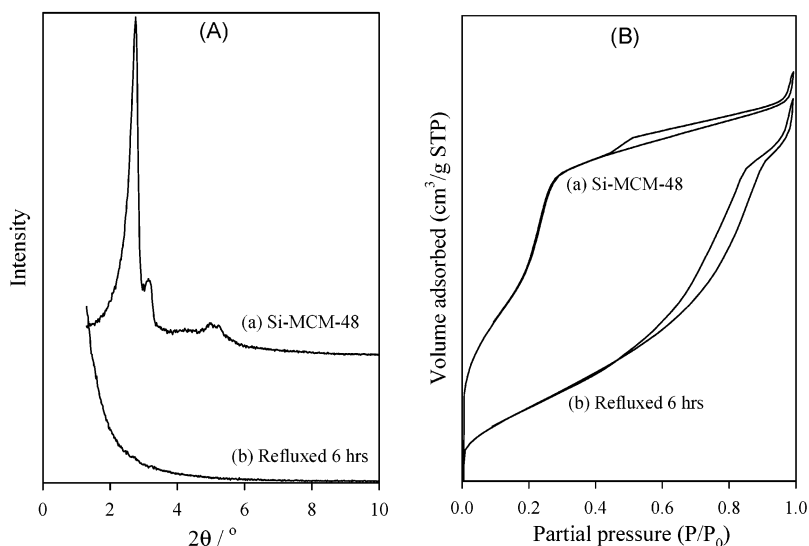 (A)
Intensity
(a) Si-MCM-48
(b) Refluxed 6 hrs
0 2 4 6 8 10
2θ / °
(B)
Volume adsorbed (cm³/g STP)
(a) Si-MCM-48
(b) Refluxed 6 hrs
0.0 0.2 0.4 0.6 0.8 1.0
Partial pressure (P/P₀)